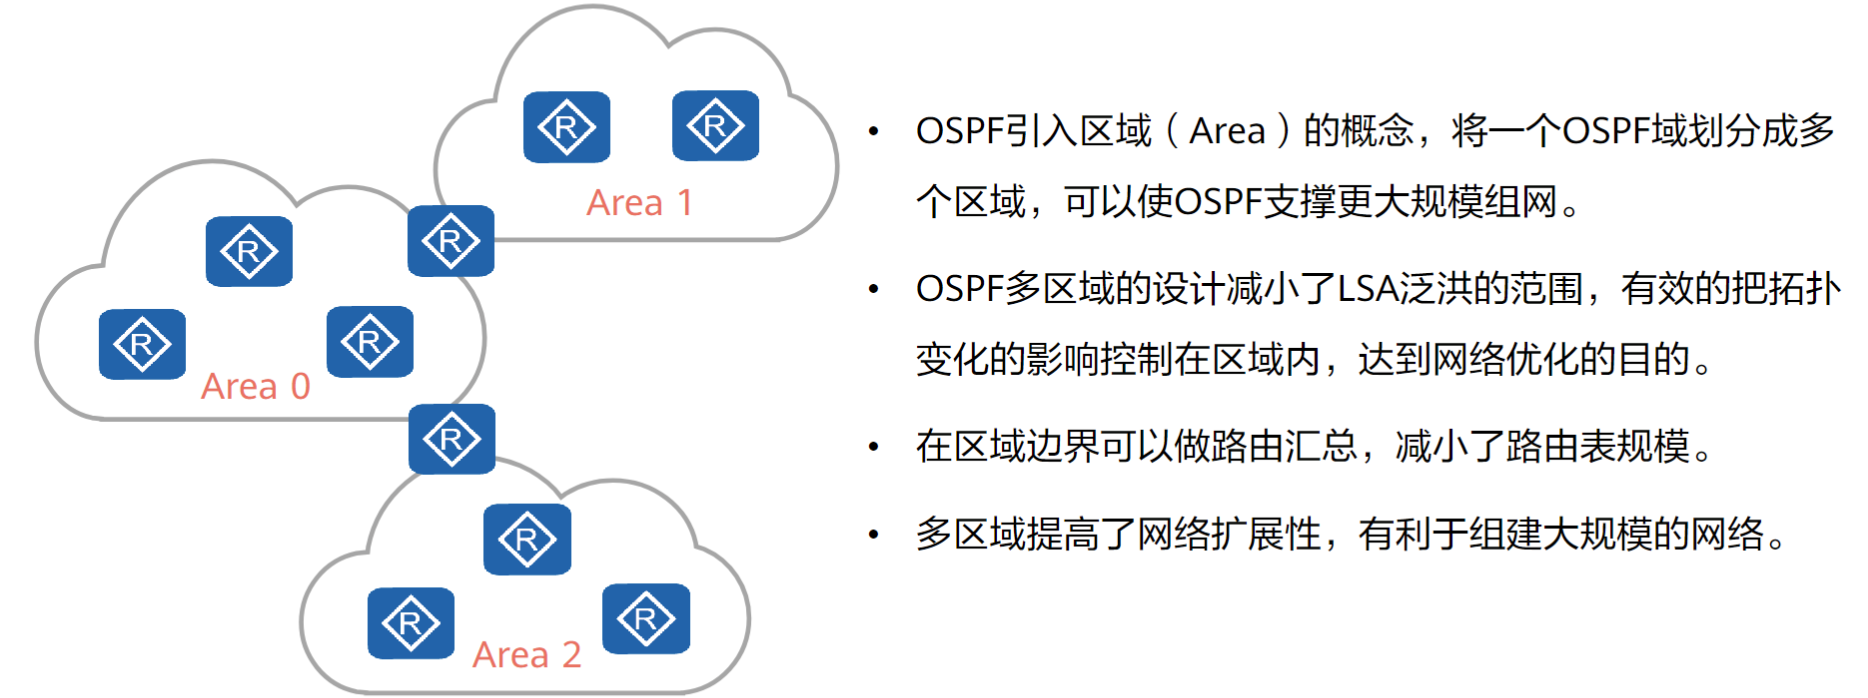 R
R
Area 1
R
R
R
R
Area 0
R
R
R
R
Area 2
• OSPF引入区域（Area）的概念，将一个OSPF域划分成多
个区域，可以使OSPF支撑更大规模组网。
• OSPF多区域的设计减小了LSA泛洪的范围，有效的把拓扑
变化的影响控制在区域内，达到网络优化的目的。
• 在区域边界可以做路由汇总，减小了路由表规模。
• 多区域提高了网络扩展性，有利于组建大规模的网络。